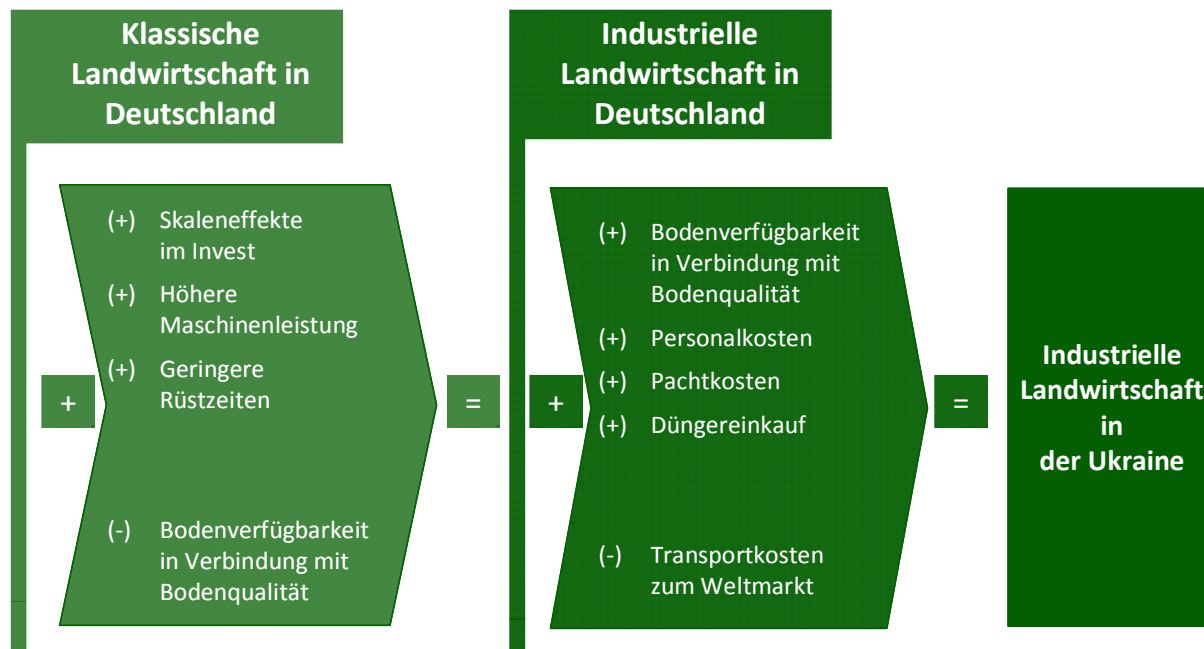 Klassische
Landwirtschaft in
Deutschland
+
(+) Skaleneffekte
im Invest
(+) Höhere
Maschinenleistung
(+) Geringere
Rüstzeiten
(-) Bodenverfügbarkeit
in Verbindung mit
Bodenqualität
=
Industrielle
Landwirtschaft in
Deutschland
+
(+) Bodenverfügbarkeit
in Verbindung mit
Bodenqualität
(+) Personalkosten
(+) Pachtkosten
(+) Düngereinkauf
(-) Transportkosten
zum Weltmarkt
=
Industrielle
Landwirtschaft
in
der Ukraine